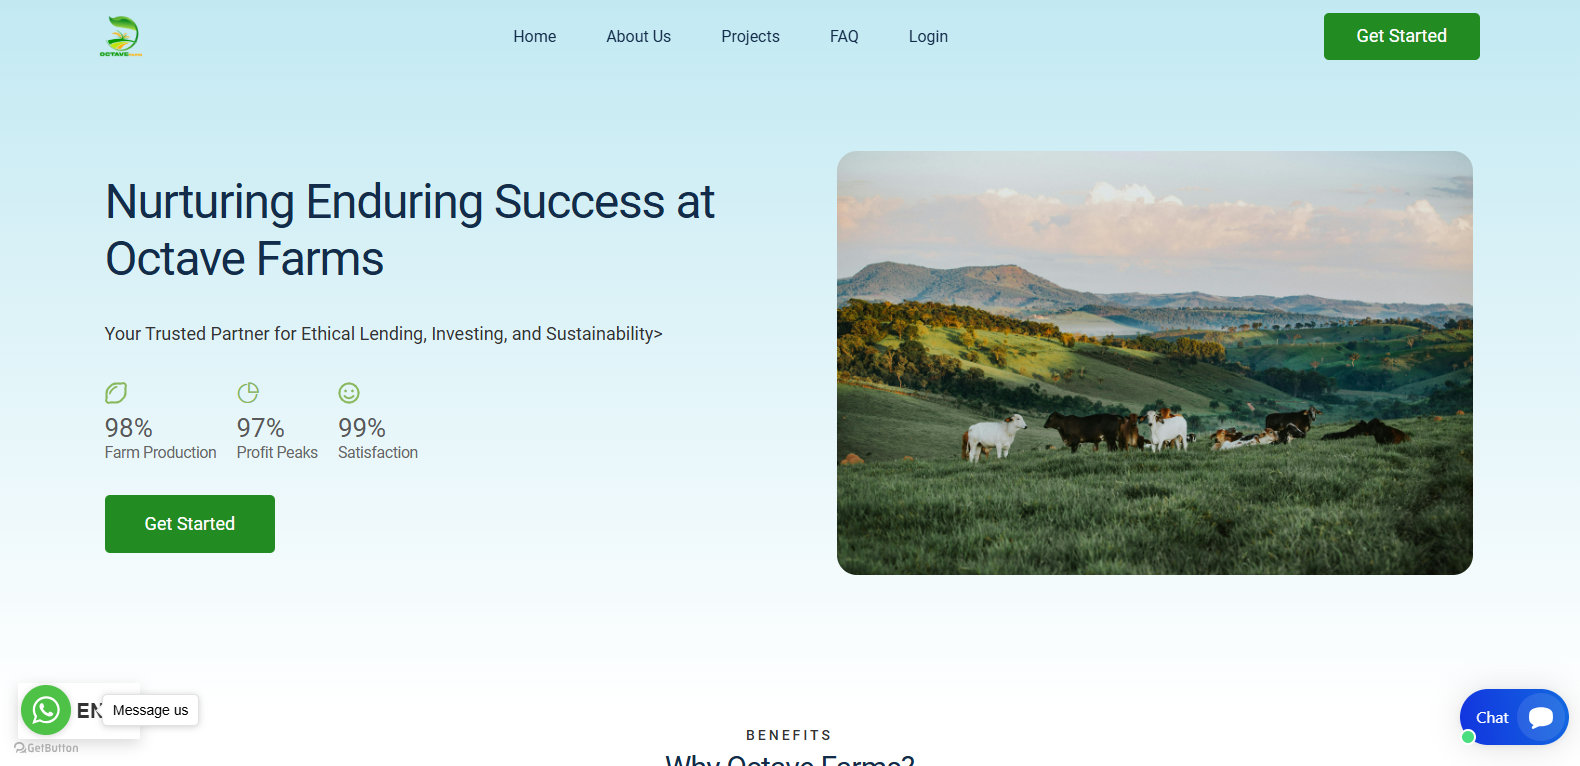 OCTAVE
Home
About Us
Projects
FAQ
Login
Get Started
Nurturing Enduring Success at
Octave Farms
Your Trusted Partner for Ethical Lending, Investing, and Sustainability>
98%
97%
99%
Farm Production
Profit Peaks
Satisfaction
Get Started
EN
Message us
GetButton
Chat
BENEFITS
Why Octave Farms?